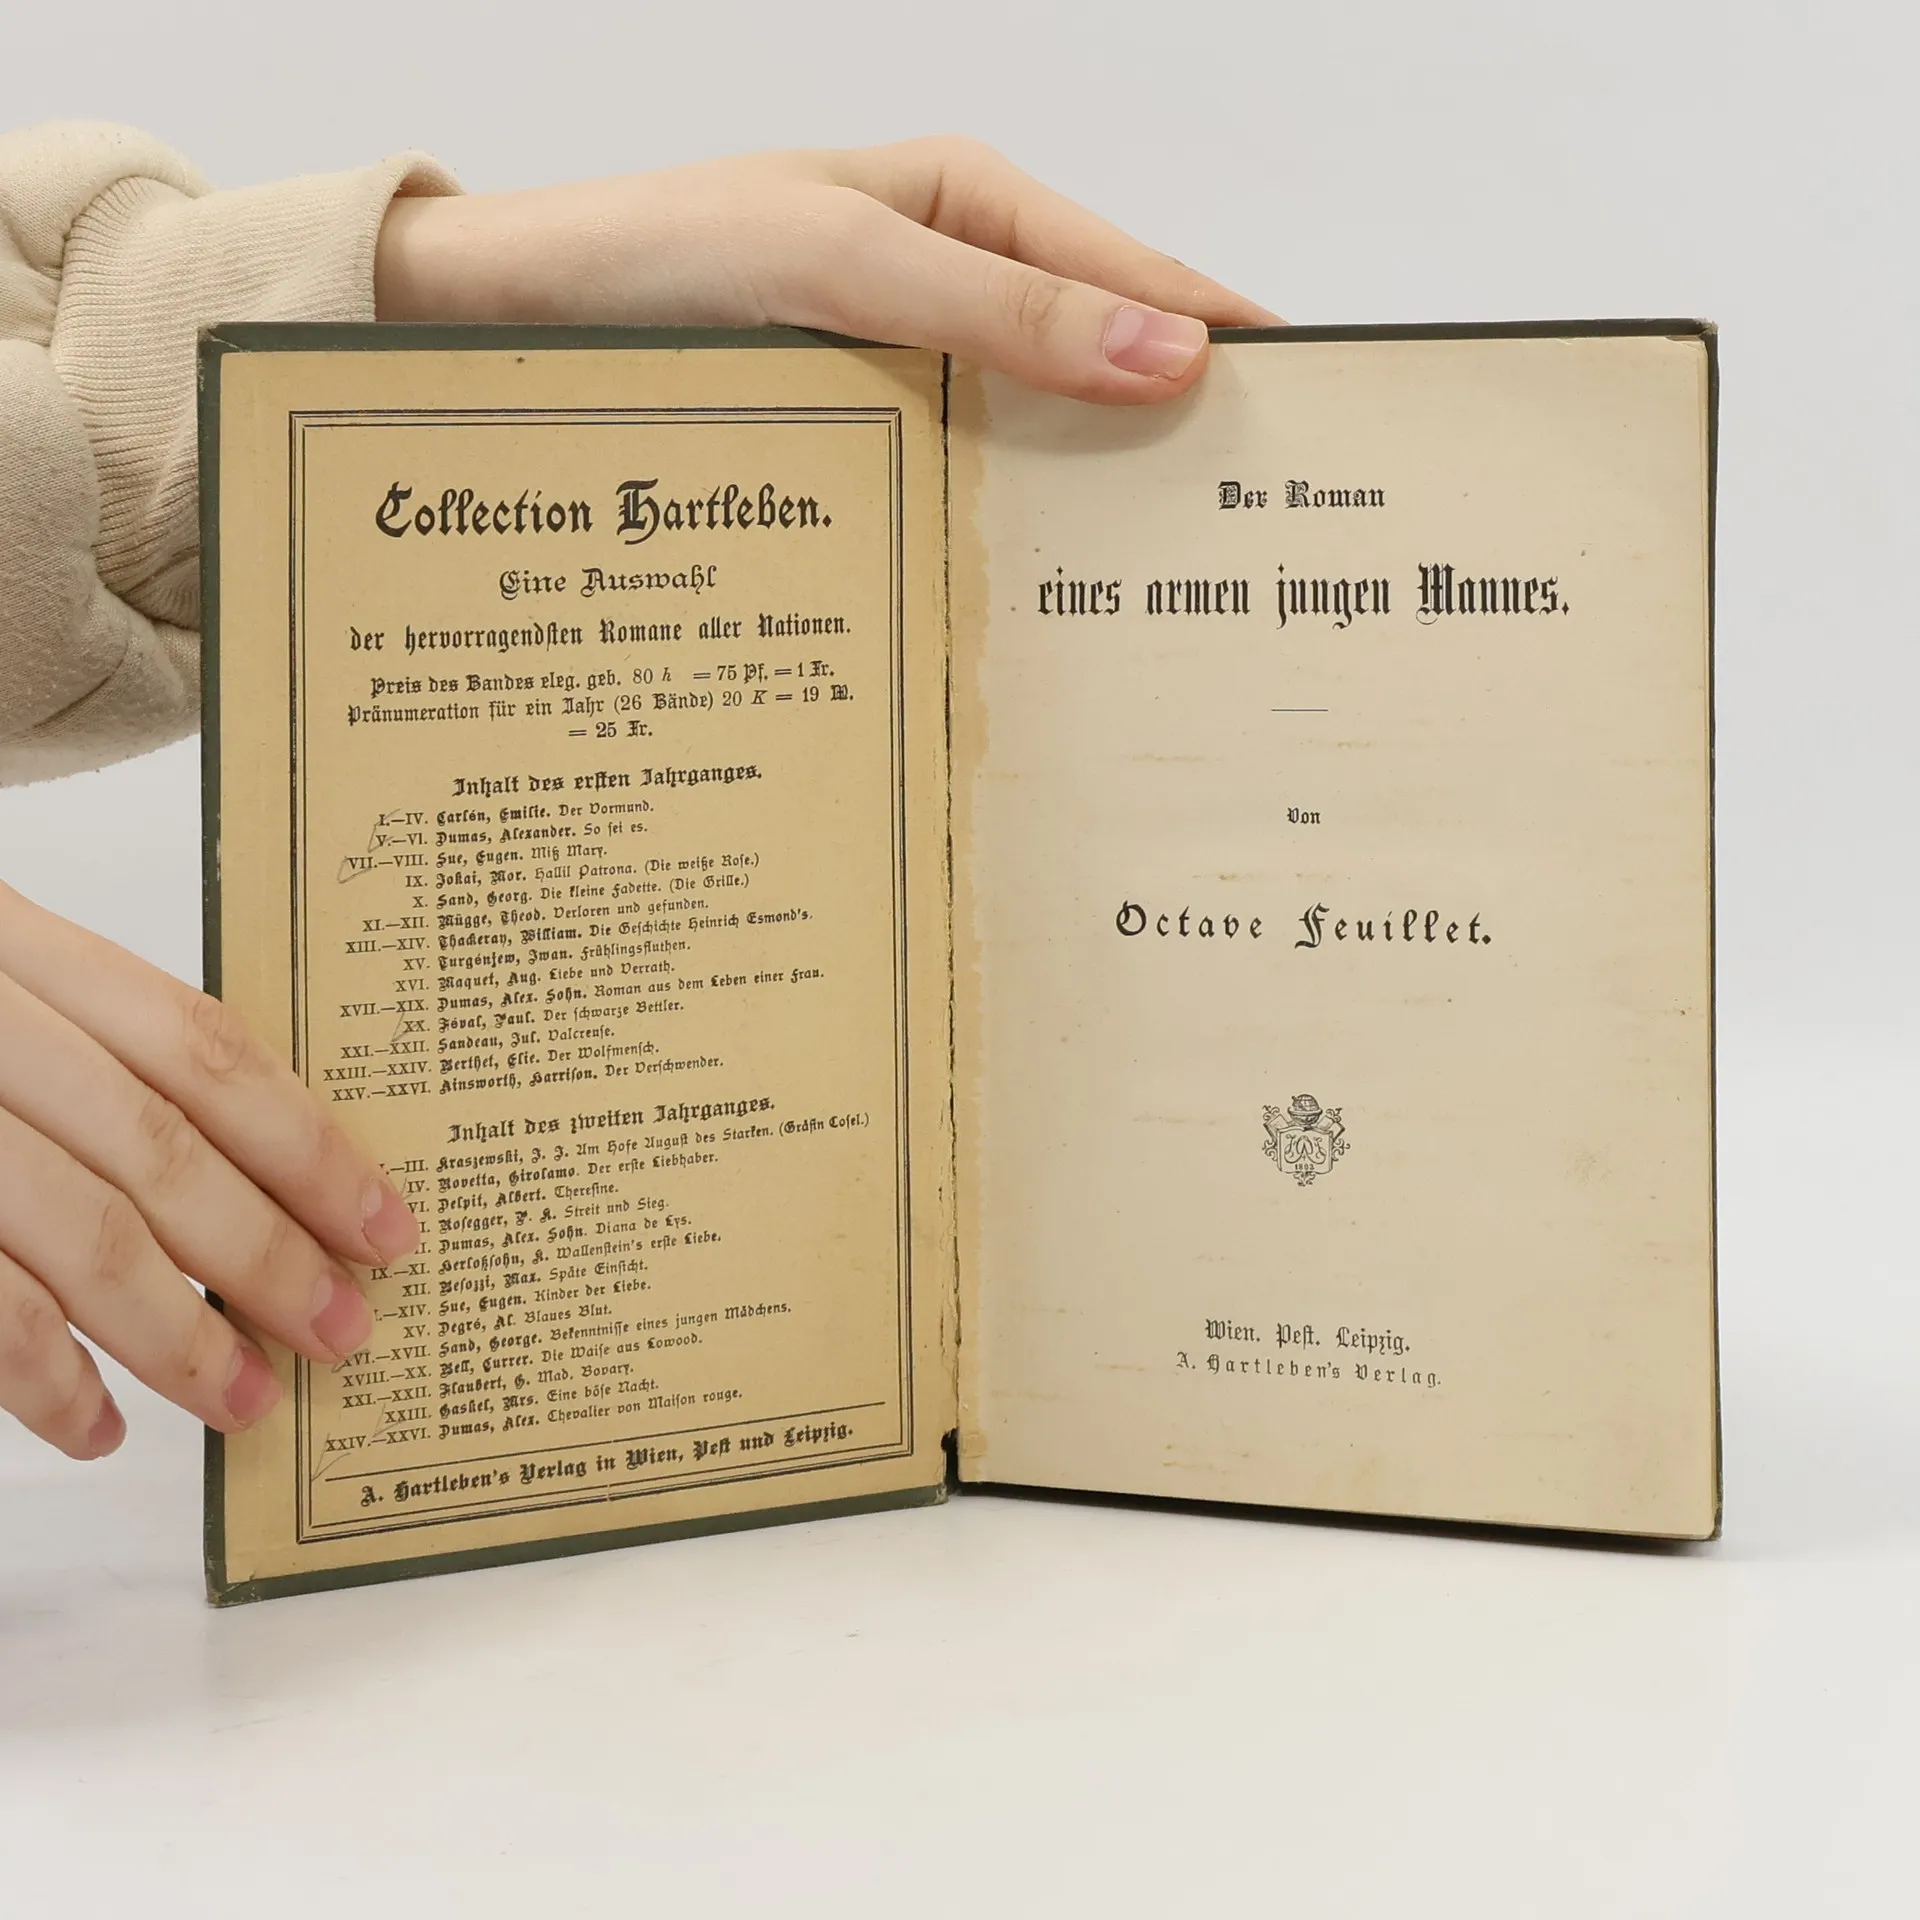 Collection Hartleben.
Eine Auswahl
der hervorragendsten Romane aller Nationen.
Preis des Bandes eleg. geb. 80 h = 75 Pf. = 1 Fr.
Pränumeration für ein Jahr (26 Bände) 20 K = 19 M.
= 25 Fr.
Inhalt des ersten Jahrganges.
I.—IV. Carlén, Emilie. Der Vormund.
V.—VI. Dumas, Alexander. So sei es.
VII.—VIII. Sue, Eugen. Miß Mary.
IX. Jokai, Mor. Hallil Patrona. (Die weiße Rose.)
X. Sand, Georg. Die kleine Fadette. (Die Grille.)
XI.—XII. Mügge, Theod. Verloren und gefunden.
XIII.—XIV. Thackeray, William. Die Geschichte Heinrich Esmond's.
XV. Turgénjew, Iwan. Frühlingsfluthen.
XVI. Maquet, Aug. Liebe und Verrath.
XVII.—XIX. Dumas, Alex. Sohn. Roman aus dem Leben einer Frau.
XX. Féval, Paul. Der schwarze Bettler.
XXI.—XXII. Sandeau, Jul. Valcreuse.
XXIII.—XXIV. Berthet, Elie. Der Wolfmensch.
XXV.—XXVI. Ainsworth, Harrison. Der Verschwender.
Inhalt des zweiten Jahrganges.
I.—III. Kraszewski, J. J. Am Hofe August des Starken. (Gräfin Cosel.)
IV. Rovetta, Girolamo. Der erste Liebhaber.
VI. Delpit, Albert. Theresine.
I. Rosegger, P. K. Streit und Sieg.
II. Dumas, Alex. Sohn. Diana de Lys.
IX.—XI. Herloßsohn, K. Wallenstein's erste Liebe.
XII. Besozzi, Max. Späte Einsicht.
I.—XIV. Sue, Eugen. Kinder der Liebe.
XV. Degré, Al. Blaues Blut.
XVI.—XVII. Sand, George. Bekenntnisse eines jungen Mädchens.
XVIII.—XX. Bell, Currer. Die Waise aus Lowood.
XXI.—XXII. Flaubert, G. Mad. Bovary.
XXIII. Gaskel, Mrs. Eine böse Nacht.
XXIV.—XXVI. Dumas, Alex. Chevalier von Maison rouge.
A. Hartleben's Verlag in Wien, Pest und Leipzig.
Der Roman
eines armen jungen Mannes.
Von
Octave Feuillet.
1803
Wien. Pest. Leipzig.
A. Hartleben's Verlag.